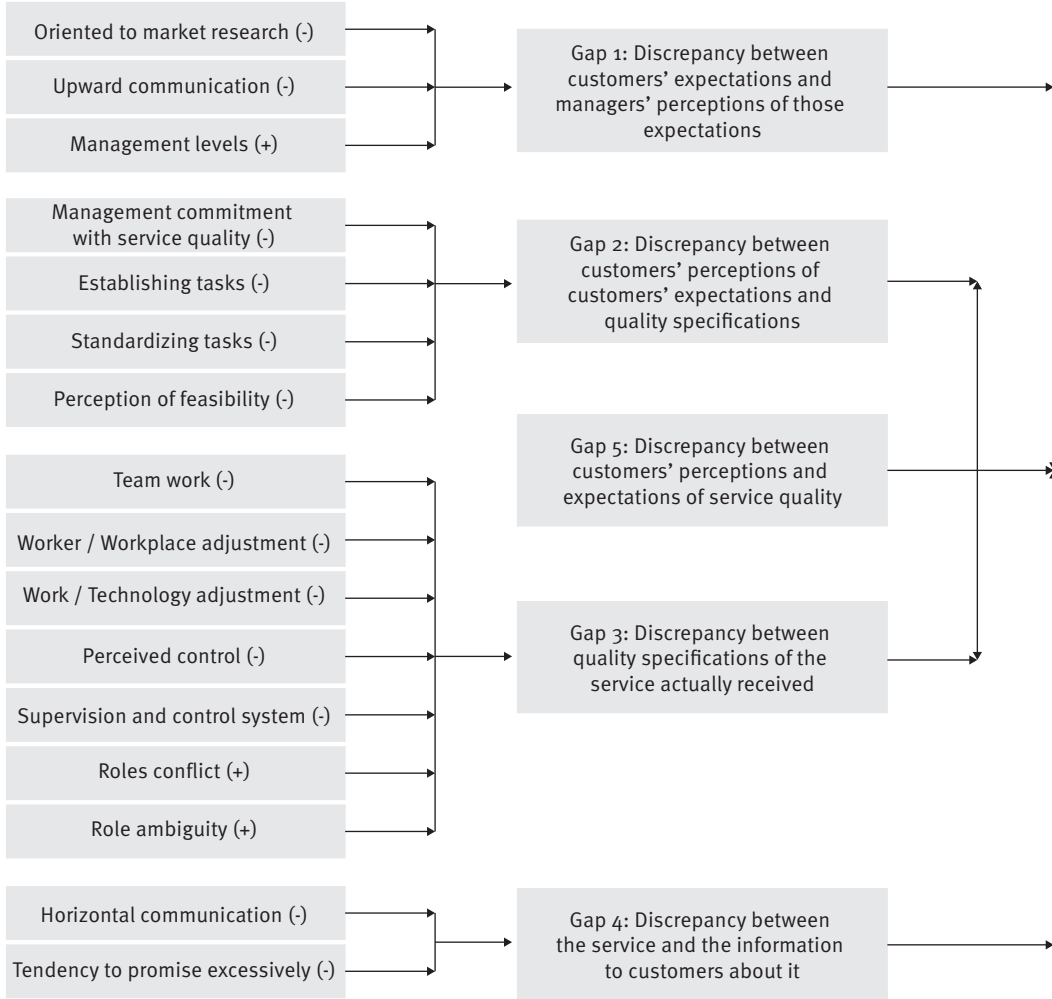 Oriented to market research (-)
Upward communication (-)
Management levels (+)
Gap 1: Discrepancy between
customers’ expectations and
managers’ perceptions of those
expectations
Management commitment
with service quality (-)
Establishing tasks (-)
Standardizing tasks (-)
Perception of feasibility (-)
Gap 2: Discrepancy between
customers’ perceptions of
customers’ expectations and
quality specifications
Gap 5: Discrepancy between
customers’ perceptions and
expectations of service quality
Team work (-)
Worker / Workplace adjustment (-)
Work / Technology adjustment (-)
Perceived control (-)
Supervision and control system (-)
Roles conflict (+)
Role ambiguity (+)
Gap 3: Discrepancy between
quality specifications of the
service actually received
Horizontal communication (-)
Tendency to promise excessively (-)
Gap 4: Discrepancy between
the service and the information
to customers about it